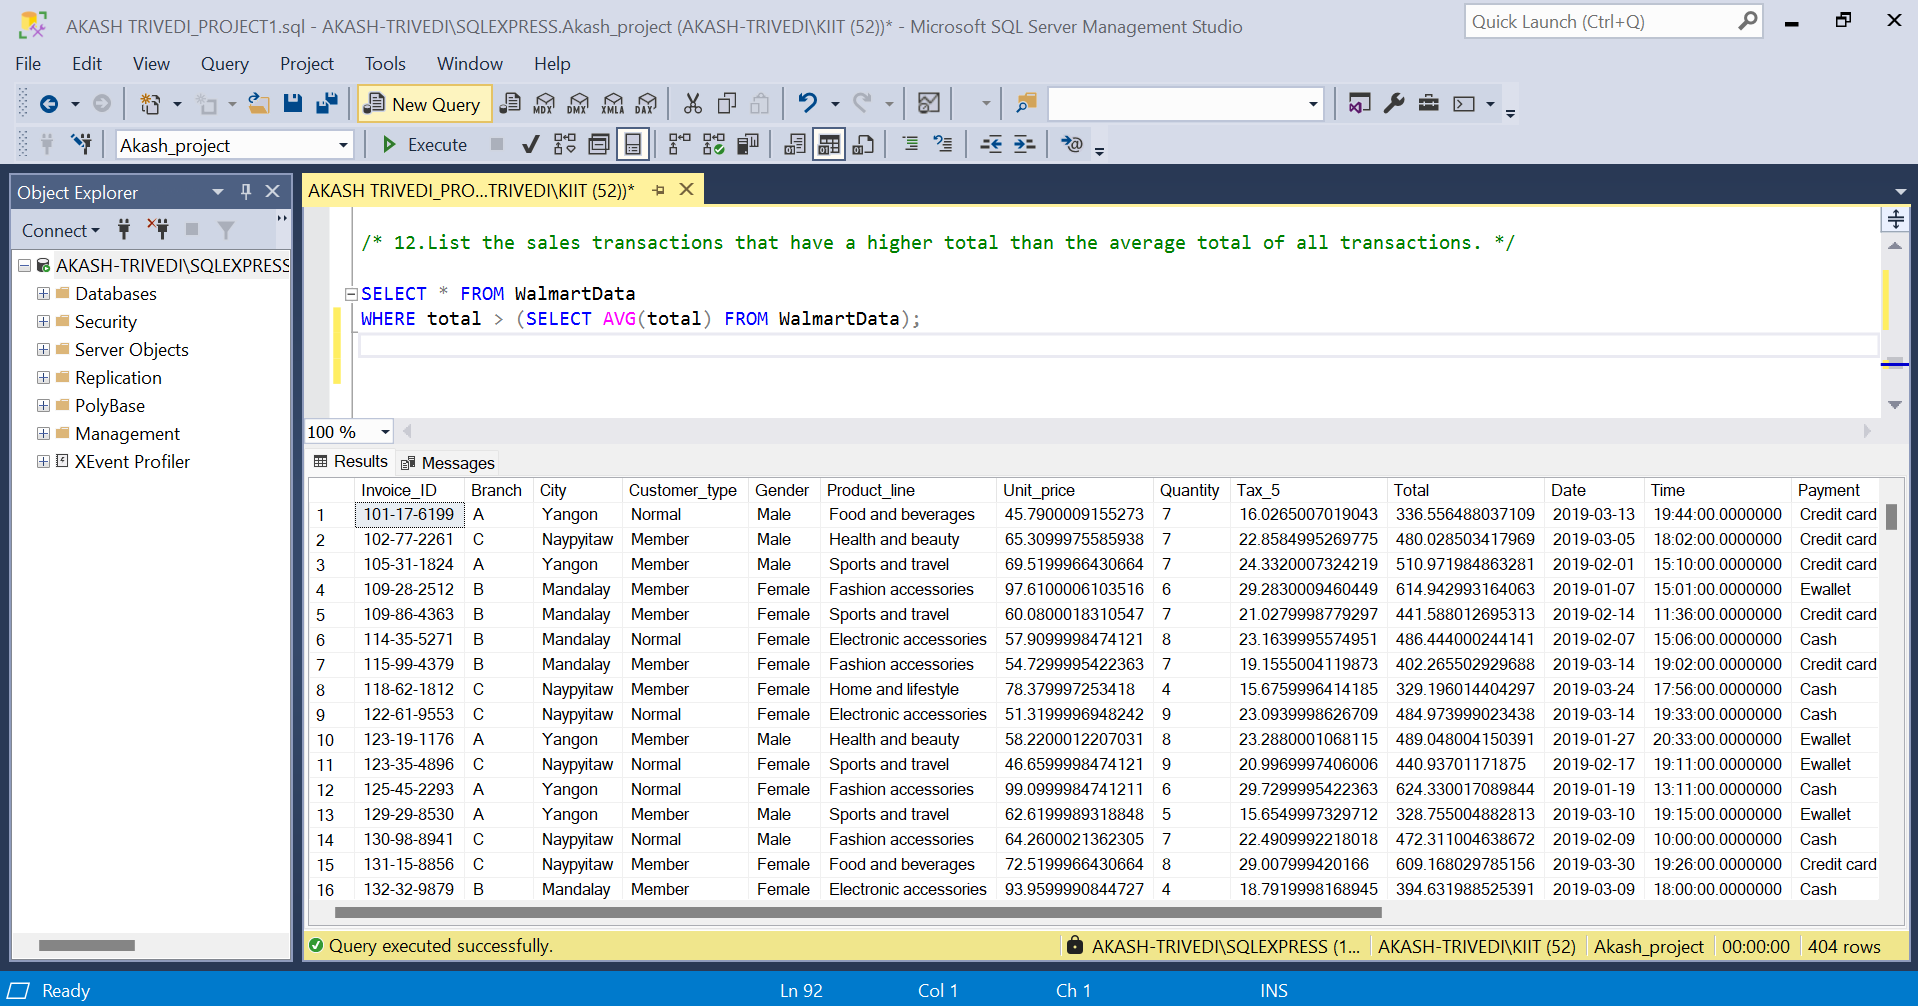 AKASH TRIVEDI_PROJECT1.sql - AKASH-TRIVEDI\SQLEXPRESS.Akash_project (AKASH-TRIVEDI\KIIT (52))* - Microsoft SQL Server Management Studio
Quick Launch (Ctrl+Q)
File Edit View Query Project Tools Window Help
New Query MDX DMX XMLA DAX
Akash_project Execute
Object Explorer
Connect
AKASH-TRIVEDI\SQLEXPRESS
Databases
Security
Server Objects
Replication
PolyBase
Management
XEvent Profiler
AKASH TRIVEDI_PRO...TRIVEDI\KIIT (52))*
/* 12.List the sales transactions that have a higher total than the average total of all transactions. */
SELECT * FROM WalmartData
WHERE total > (SELECT AVG(total) FROM WalmartData);
100 %
Results Messages
Invoice_ID Branch City Customer_type Gender Product_line Unit_price Quantity Tax_5 Total Date Time Payment
1 101-17-6199 A Yangon Normal Male Food and beverages 45.7900009155273 7 16.0265007019043 336.556488037109 2019-03-13 19:44:00.0000000 Credit card
2 102-77-2261 C Naypyitaw Member Male Health and beauty 65.3099975585938 7 22.8584995269775 480.028503417969 2019-03-05 18:02:00.0000000 Credit card
3 105-31-1824 A Yangon Member Male Sports and travel 69.5199966430664 7 24.3320007324219 510.971984863281 2019-02-01 15:10:00.0000000 Credit card
4 109-28-2512 B Mandalay Member Female Fashion accessories 97.6100006103516 6 29.2830009460449 614.942993164063 2019-01-07 15:01:00.0000000 Ewallet
5 109-86-4363 B Mandalay Member Female Sports and travel 60.0800018310547 7 21.0279998779297 441.588012695313 2019-02-14 11:36:00.0000000 Credit card
6 114-35-5271 B Mandalay Normal Female Electronic accessories 57.9099998474121 8 23.1639995574951 486.444000244141 2019-02-07 15:06:00.0000000 Cash
7 115-99-4379 B Mandalay Member Female Fashion accessories 54.7299995422363 7 19.1555004119873 402.265502929688 2019-03-14 19:02:00.0000000 Credit card
8 118-62-1812 C Naypyitaw Member Female Home and lifestyle 78.379997253418 4 15.6759996414185 329.196014404297 2019-03-24 17:56:00.0000000 Cash
9 122-61-9553 C Naypyitaw Normal Female Electronic accessories 51.3199996948242 9 23.0939998626709 484.973999023438 2019-03-14 19:33:00.0000000 Cash
10 123-19-1176 A Yangon Member Male Health and beauty 58.2200012207031 8 23.2880001068115 489.048004150391 2019-01-27 20:33:00.0000000 Ewallet
11 123-35-4896 C Naypyitaw Normal Female Sports and travel 46.6599998474121 9 20.9969997406006 440.93701171875 2019-02-17 19:11:00.0000000 Ewallet
12 125-45-2293 A Yangon Normal Female Fashion accessories 99.0999984741211 6 29.7299995422363 624.330017089844 2019-01-19 13:11:00.0000000 Cash
13 129-29-8530 A Yangon Member Male Sports and travel 62.6199989318848 5 15.6549997329712 328.755004882813 2019-03-10 19:15:00.0000000 Ewallet
14 130-98-8941 C Naypyitaw Normal Male Fashion accessories 64.2600021362305 7 22.4909992218018 472.311004638672 2019-02-09 10:00:00.0000000 Cash
15 131-15-8856 C Naypyitaw Member Female Food and beverages 72.5199966430664 8 29.007999420166 609.168029785156 2019-03-30 19:26:00.0000000 Credit card
16 132-32-9879 B Mandalay Member Female Electronic accessories 93.9599990844727 4 18.7919998168945 394.631988525391 2019-03-09 18:00:00.0000000 Cash
Query executed successfully. AKASH-TRIVEDI\SQLEXPRESS (1... AKASH-TRIVEDI\KIIT (52) Akash_project 00:00:00 404 rows
Ready Ln 92 Col 1 Ch 1 INS